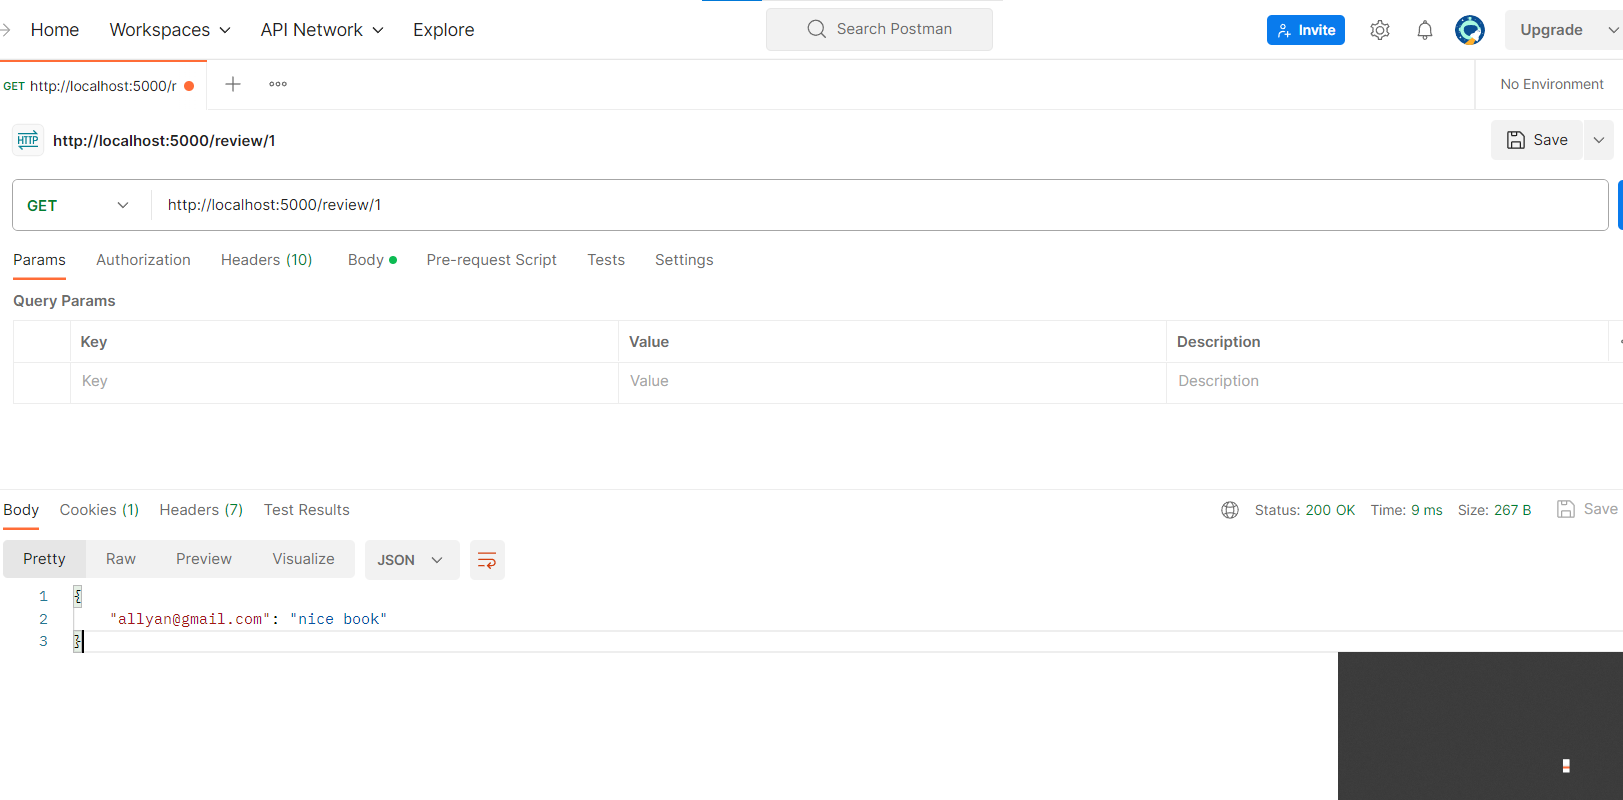 Home Workspaces API Network Explore Search Postman Invite Upgrade
GET http://localhost:5000/r No Environment
HTTP http://localhost:5000/review/1 Save
GET http://localhost:5000/review/1
Params Authorization Headers (10) Body Pre-request Script Tests Settings
Query Params
Key Value Description
Key Value Description
Body Cookies (1) Headers (7) Test Results Status: 200 OK Time: 9 ms Size: 267 B Save
Pretty Raw Preview Visualize JSON
1 {
2 "allyan@gmail.com": "nice book"
3 }